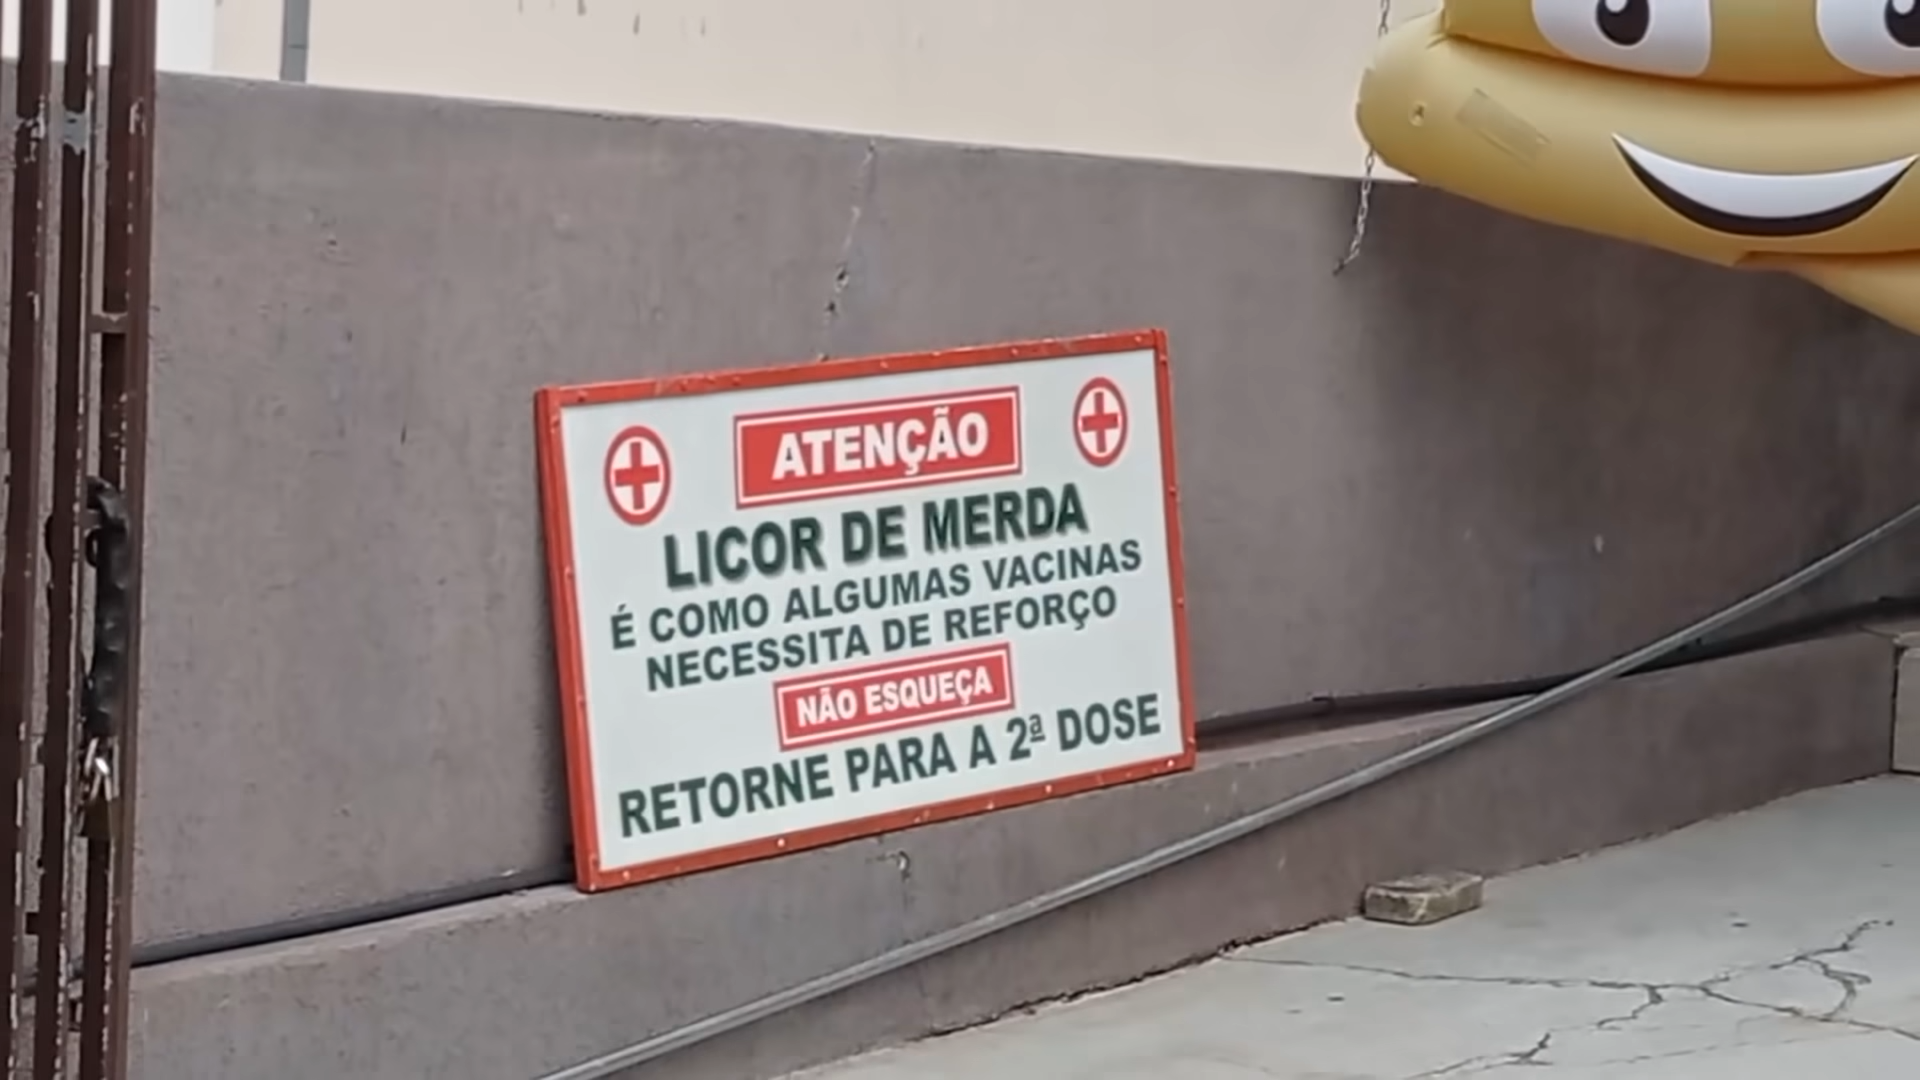 ATENÇÃO
LICOR DE MERDA
É COMO ALGUMAS VACINAS
NECESSITA DE REFORÇO
NÃO ESQUEÇA
RETORNE PARA A 2ª DOSE